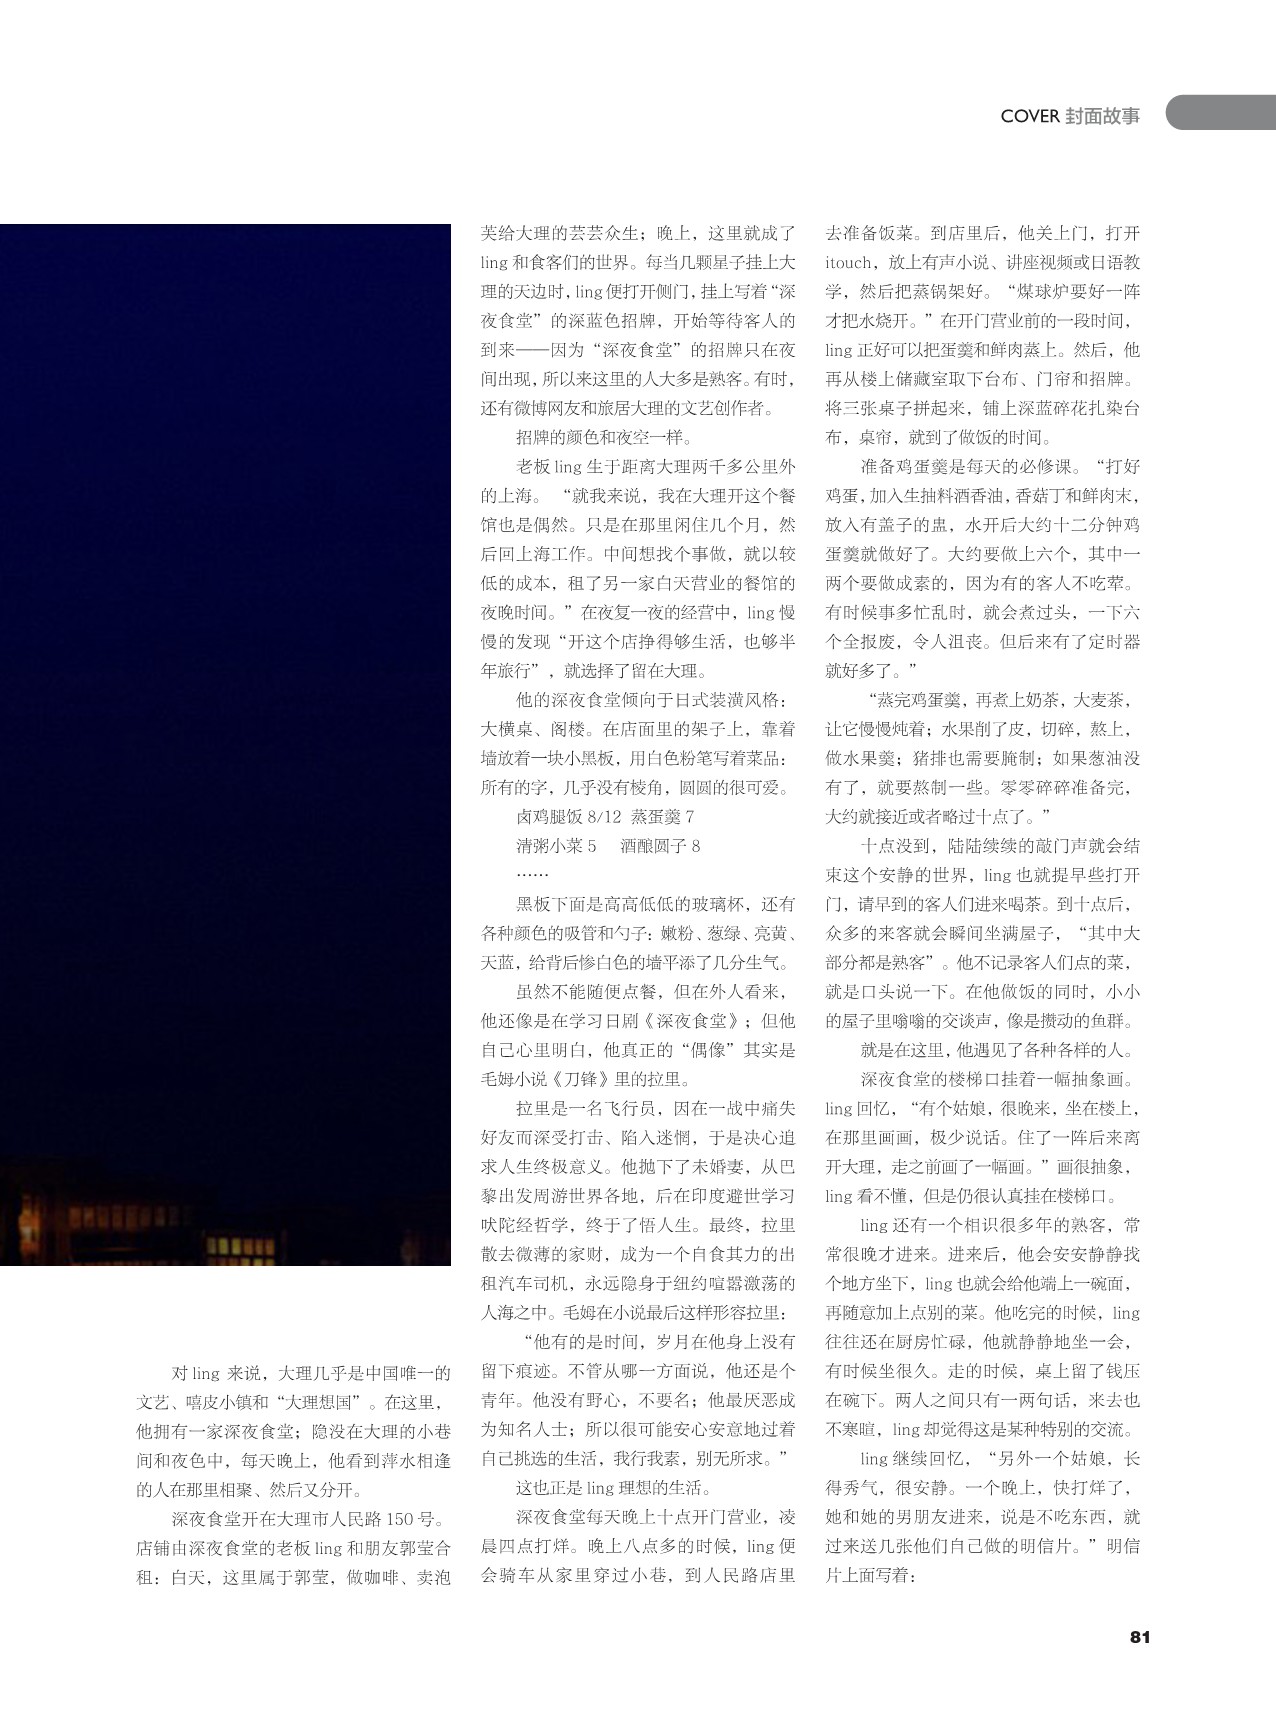 COVER 封面故事
对 ling 来说，大理几乎是中国唯一的
文艺、嘻皮小镇和“大理想国”。在这里，
他拥有一家深夜食堂；隐没在大理的小巷
间和夜色中，每天晚上，他看到萍水相逢
的人在那里相聚、然后又分开。
深夜食堂开在大理市人民路 150 号。
店铺由深夜食堂的老板 ling 和朋友郭莹合
租：白天，这里属于郭莹，做咖啡、卖泡
芙给大理的芸芸众生；晚上，这里就成了
ling 和食客们的世界。每当几颗星子挂上大
理的天边时，ling 便打开侧门，挂上写着“深
夜食堂”的深蓝色招牌，开始等待客人的
到来——因为“深夜食堂”的招牌只在夜
间出现，所以来这里的人大多是熟客。有时，
还有微博网友和旅居大理的文艺创作者。
招牌的颜色和夜空一样。
老板 ling 生于距离大理两千多公里外
的上海。 “就我来说，我在大理开这个餐
馆也是偶然。只是在那里闲住几个月，然
后回上海工作。中间想找个事做，就以较
低的成本，租了另一家白天营业的餐馆的
夜晚时间。”在夜复一夜的经营中，ling 慢
慢的发现“开这个店挣得够生活，也够半
年旅行”，就选择了留在大理。
他的深夜食堂倾向于日式装潢风格：
大横桌、阁楼。在店面里的架子上，靠着
墙放着一块小黑板，用白色粉笔写着菜品：
所有的字，几乎没有棱角，圆圆的很可爱。
卤鸡腿饭 8/12 蒸蛋羹 7
清粥小菜 5 酒酿圆子 8
……
黑板下面是高高低低的玻璃杯，还有
各种颜色的吸管和勺子：嫩粉、葱绿、亮黄、
天蓝，给背后惨白色的墙平添了几分生气。
虽然不能随便点餐，但在外人看来，
他还像是在学习日剧《深夜食堂》；但他
自己心里明白，他真正的“偶像”其实是
毛姆小说《刀锋》里的拉里。
拉里是一名飞行员，因在一战中痛失
好友而深受打击、陷入迷惘，于是决心追
求人生终极意义。他抛下了未婚妻，从巴
黎出发周游世界各地，后在印度避世学习
吠陀经哲学，终于了悟人生。最终，拉里
散去微薄的家财，成为一个自食其力的出
租汽车司机，永远隐身于纽约喧嚣激荡的
人海之中。毛姆在小说最后这样形容拉里：
“他有的是时间，岁月在他身上没有
留下痕迹。不管从哪一方面说，他还是个
青年。他没有野心，不要名；他最厌恶成
为知名人士；所以很可能安心安意地过着
自己挑选的生活，我行我素，别无所求。”
这也正是 ling 理想的生活。
深夜食堂每天晚上十点开门营业，凌
晨四点打烊。晚上八点多的时候，ling 便
会骑车从家里穿过小巷，到人民路店里
去准备饭菜。到店里后，他关上门，打开
itouch，放上有声小说、讲座视频或日语教
学，然后把蒸锅架好。“煤球炉要好一阵
才把水烧开。”在开门营业前的一段时间，
ling 正好可以把蛋羹和鲜肉蒸上。然后，他
再从楼上储藏室取下台布、门帘和招牌。
将三张桌子拼起来，铺上深蓝碎花扎染台
布，桌帘，就到了做饭的时间。
准备鸡蛋羹是每天的必修课。“打好
鸡蛋，加入生抽料酒香油，香菇丁和鲜肉末，
放入有盖子的盅，水开后大约十二分钟鸡
蛋羹就做好了。大约要做上六个，其中一
两个要做成素的，因为有的客人不吃荤。
有时候事多忙乱时，就会煮过头，一下六
个全报废，令人沮丧。但后来有了定时器
就好多了。”
“蒸完鸡蛋羹，再煮上奶茶，大麦茶，
让它慢慢炖着；水果削了皮，切碎，熬上，
做水果羹；猪排也需要腌制；如果葱油没
有了，就要熬制一些。零零碎碎准备完，
大约就接近或者略过十点了。”
十点没到，陆陆续续的敲门声就会结
束这个安静的世界，ling 也就提早些打开
门，请早到的客人们进来喝茶。到十点后，
众多的来客就会瞬间坐满屋子，“其中大
部分都是熟客”。他不记录客人们点的菜，
就是口头说一下。在他做饭的同时，小小
的屋子里嗡嗡的交谈声，像是攒动的鱼群。
就是在这里，他遇见了各种各样的人。
深夜食堂的楼梯口挂着一幅抽象画。
ling 回忆，“有个姑娘，很晚来，坐在楼上，
在那里画画，极少说话。住了一阵后来离
开大理，走之前画了一幅画。”画很抽象，
ling 看不懂，但是仍很认真挂在楼梯口。
ling 还有一个相识很多年的熟客，常
常很晚才进来。进来后，他会安安静静找
个地方坐下，ling 也就会给他端上一碗面，
再随意加上点别的菜。他吃完的时候，ling
往往还在厨房忙碌，他就静静地坐一会，
有时候坐很久。走的时候，桌上留了钱压
在碗下。两人之间只有一两句话，来去也
不寒暄，ling 却觉得这是某种特别的交流。
ling 继续回忆，“另外一个姑娘，长
得秀气，很安静。一个晚上，快打烊了，
她和她的男朋友进来，说是不吃东西，就
过来送几张他们自己做的明信片。”明信
片上面写着：
81